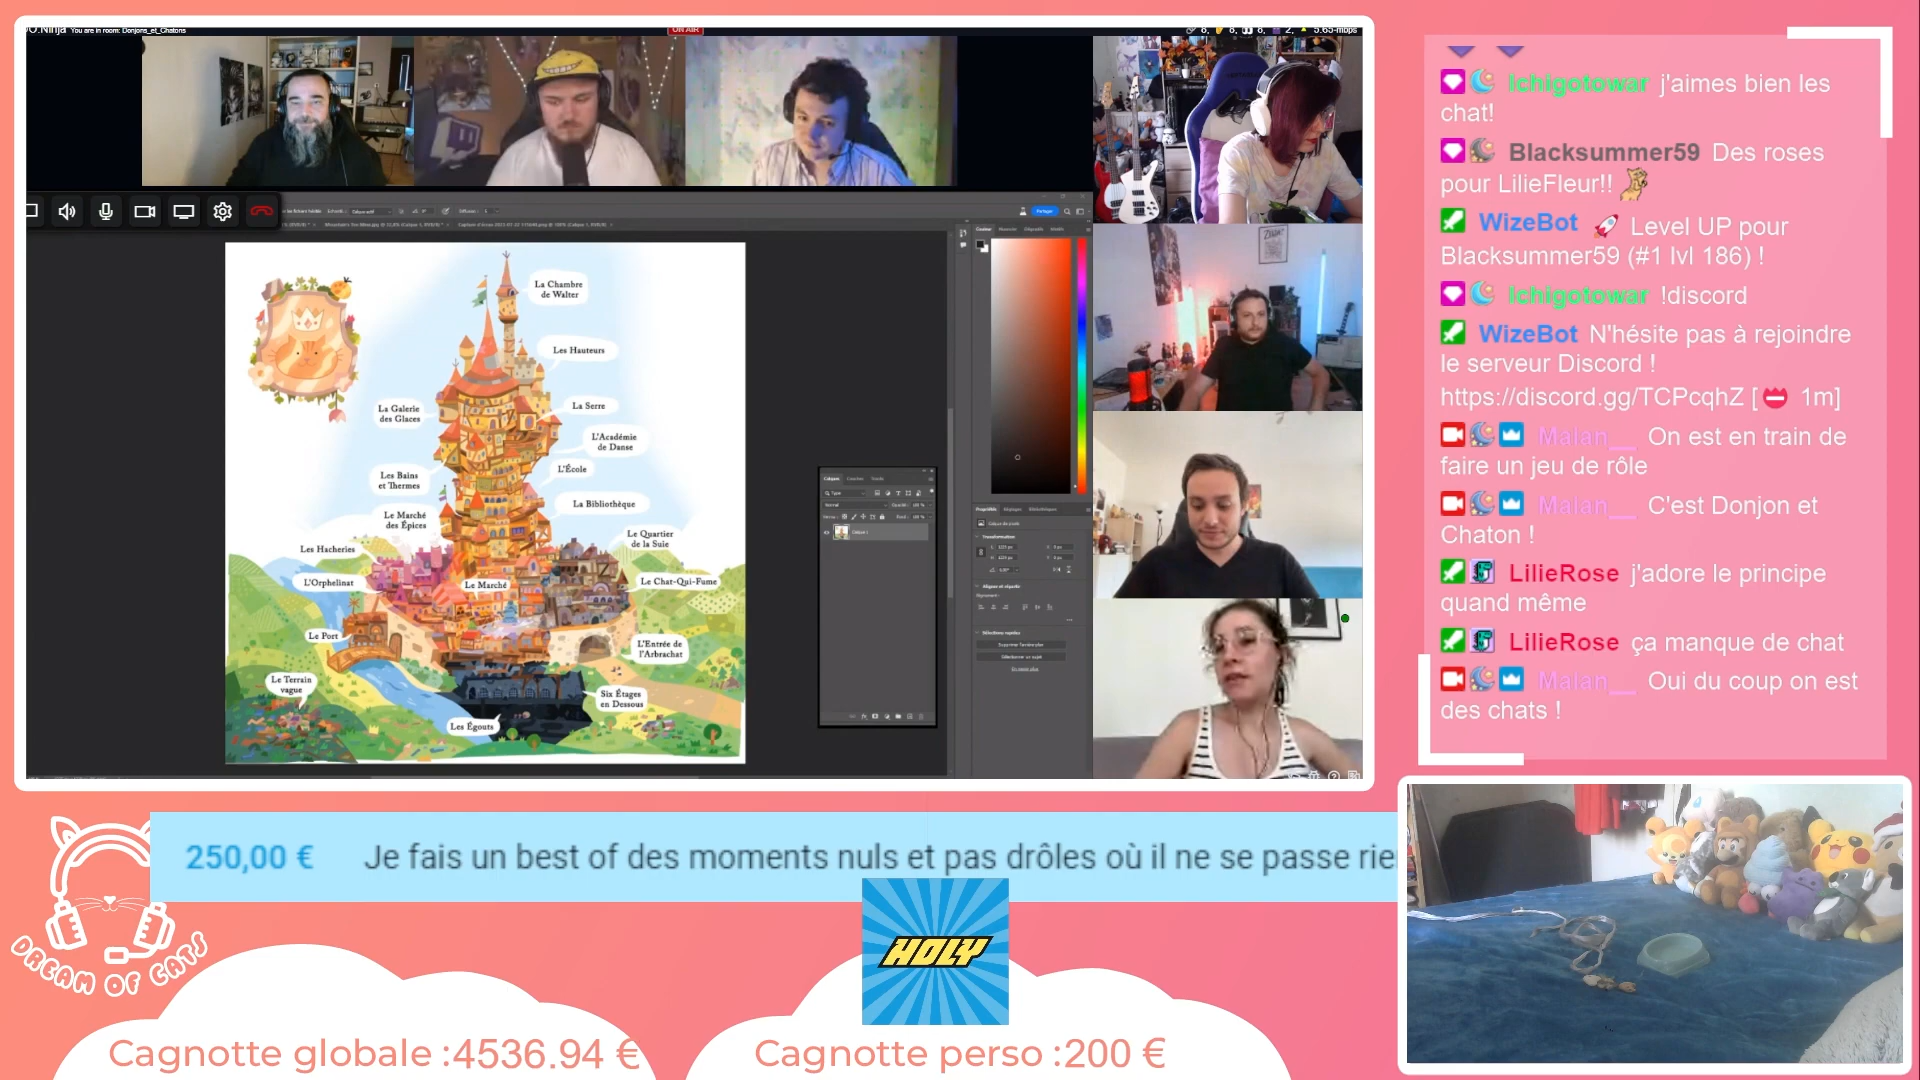 You are in room: Donjons_et_Chatons
ON AIR
La Chambre
de Walter
Les Hauteurs
La Galerie
des Glaces
La Serre
L'Académie
de Danse
L'École
Les Bains
et Thermes
La Bibliothèque
Le Marché
des Épices
Le Quartier
de la Suie
Les Hacheries
L'Orphelinat
Le Marché
Le Chat-Qui-Fume
Le Port
L'Entrée de
l'Arbrachat
Le Terrain
vague
Six Étages
en Dessous
Les Égouts
Ichigotowar j'aimes bien les
chat!
Blacksummer59 Des roses
pour LilieFleur!!
WizeBot Level UP pour
Blacksummer59 (#1 lvl 186) !
Ichigotowar !discord
WizeBot N'hésite pas à rejoindre
le serveur Discord !
https://discord.gg/TCPcqhZ [ 1m]
Malan__ On est en train de
faire un jeu de rôle
Malan__ C'est Donjon et
Chaton !
LilieRose j'adore le principe
quand même
LilieRose ça manque de chat
Malan__ Oui du coup on est
des chats !
250,00 € Je fais un best of des moments nuls et pas drôles où il ne se passe rie
DREAM OF CATS
HOLY
Cagnotte globale :4536.94 €
Cagnotte perso :200 €